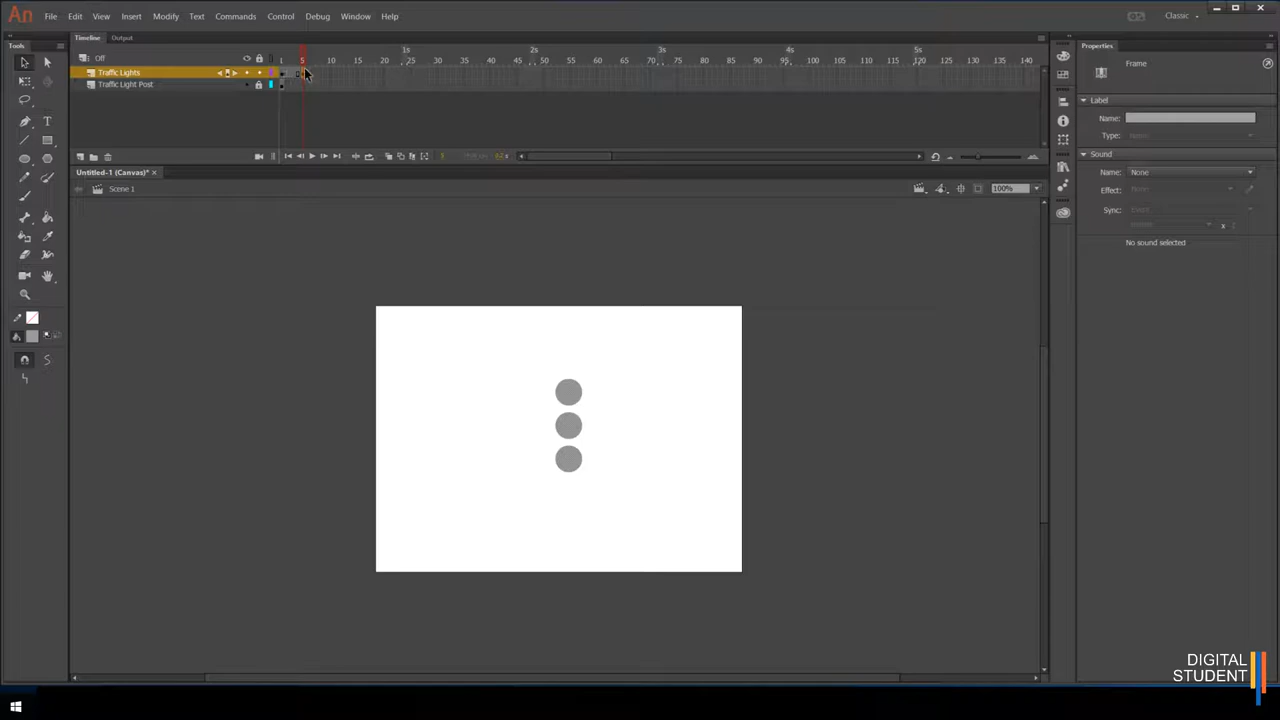 An File Edit View Insert Modify Text Commands Control Debug Window Help Classic
Timeline Output
Tools
Off 1 5 10 15 20 25 30 35 40 45 50 55 60 65 70 75 80 85 90 95 100 105 110 115 120 125 130 135 140
1s 2s 3s 4s 5s
Traffic Lights
Traffic Light Post
Untitled-1 (Canvas)* ×
Scene 1
100%
Properties
Frame
Label
Name:
Type: None
Sound
Name: None
Effect: None
Sync: Event
x
No sound selected
DIGITAL
STUDENT